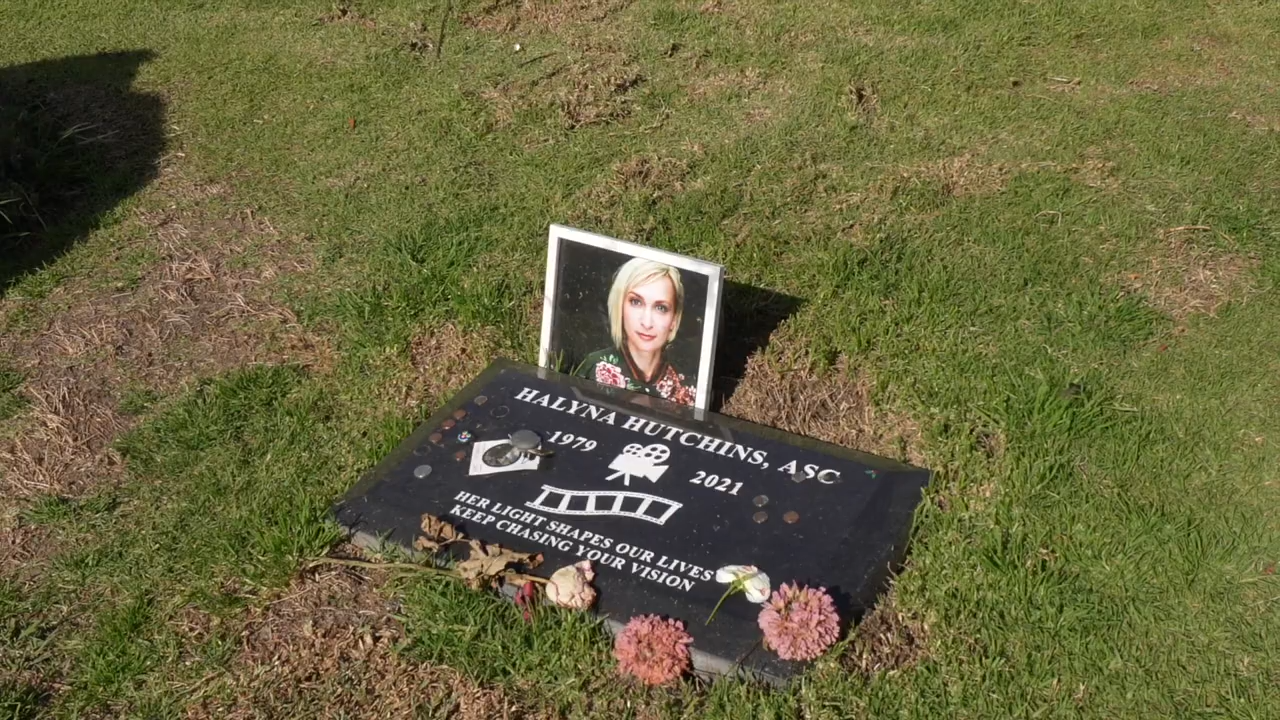 HALYNA HUTCHINS, ASC
1979
2021
HER LIGHT SHAPES OUR LIVES
KEEP CHASING YOUR VISION